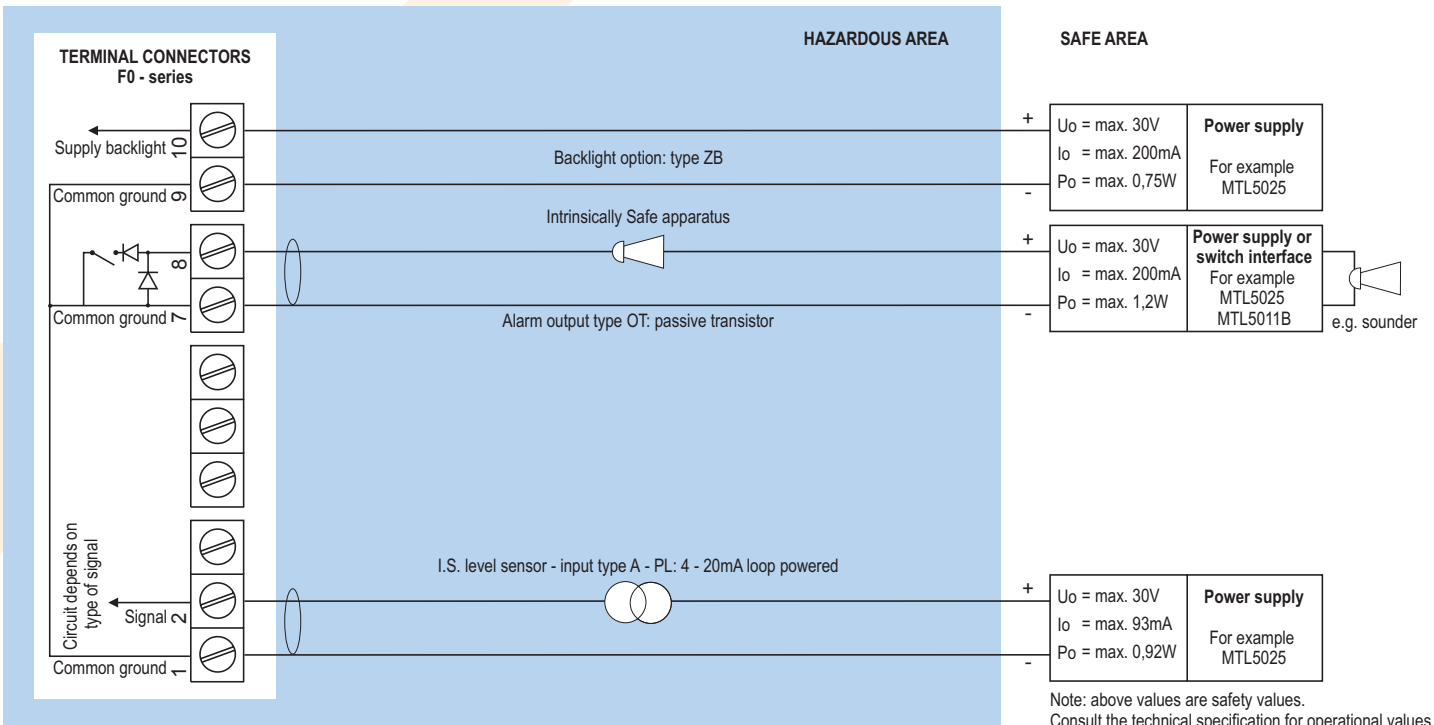 HAZARDOUS AREA
SAFE AREA
TERMINAL CONNECTORS
F0 - series
Supply backlight
10
Backlight option: type ZB
+
Uo = max. 30V
Io = max. 200mA
Po = max. 0,75W
Power supply
For example
MTL5025
Common ground
9
-
Intrinsically Safe apparatus
8
+
Uo = max. 30V
Io = max. 200mA
Po = max. 1,2W
Power supply or
switch interface
For example
MTL5025
MTL5011B
e.g. sounder
Common ground
7
Alarm output type OT: passive transistor
-
Circuit depends on
type of signal
I.S. level sensor - input type A - PL: 4 - 20mA loop powered
Signal
2
+
Uo = max. 30V
Io = max. 93mA
Po = max. 0,92W
Power supply
For example
MTL5025
Common ground
1
-
Note: above values are safety values.
Consult the technical specification for operational values